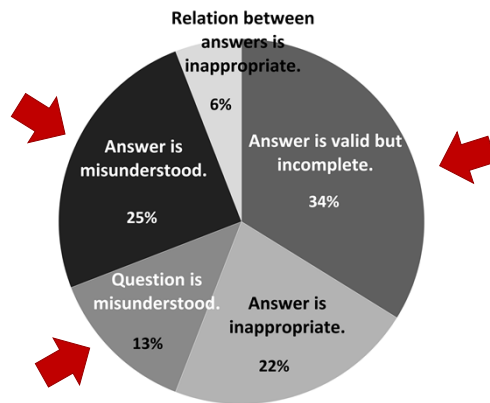 Relation between
answers is
inappropriate.
6%
Answer is valid but
incomplete.
34%
Answer is
misunderstood.
25%
Question is
misunderstood.
13%
Answer is
inappropriate.
22%